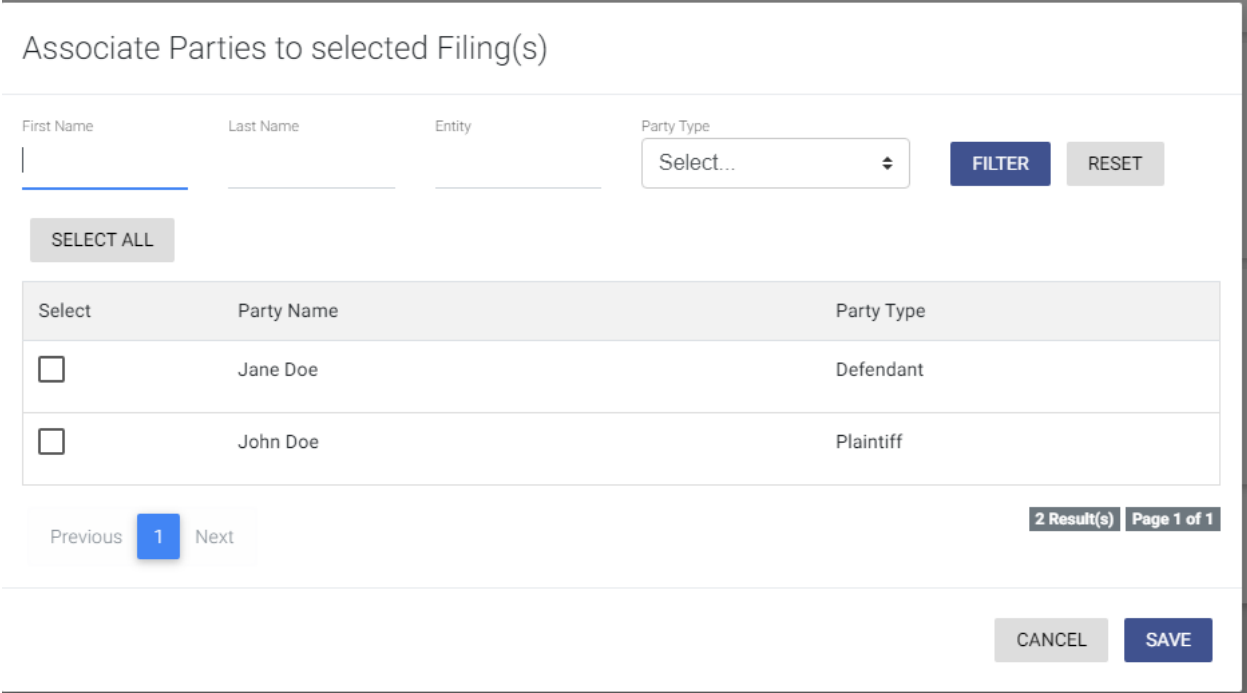 Associate Parties to selected Filing(s)
First Name Last Name Entity Party Type
Select... FILTER RESET
SELECT ALL
Select Party Name Party Type
Jane Doe Defendant
John Doe Plaintiff
Previous 1 Next 2 Result(s) Page 1 of 1
CANCEL SAVE